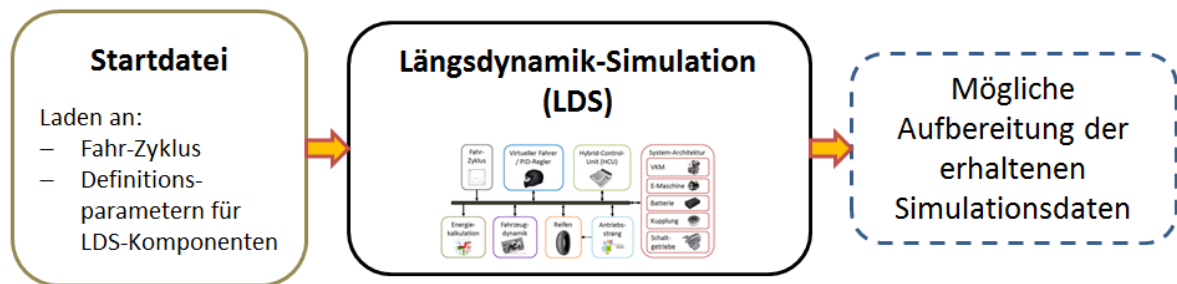 Startdatei
Laden an:
– Fahr-Zyklus
– Definitions-
parametern für
LDS-Komponenten
Längsdynamik-Simulation
(LDS)
Fahr-
Zyklus
Virtueller Fahrer
/ PID-Regler
Hybrid-Control-
Unit (HCU)
System-Architektur
VKM
E-Maschine
Batterie
Kupplung
Schalt-
getriebe
Energie-
kalkulation
Fahrzeug-
dynamik
Reifen
Antriebs-
strang
Mögliche
Aufbereitung der
erhaltenen
Simulationsdaten